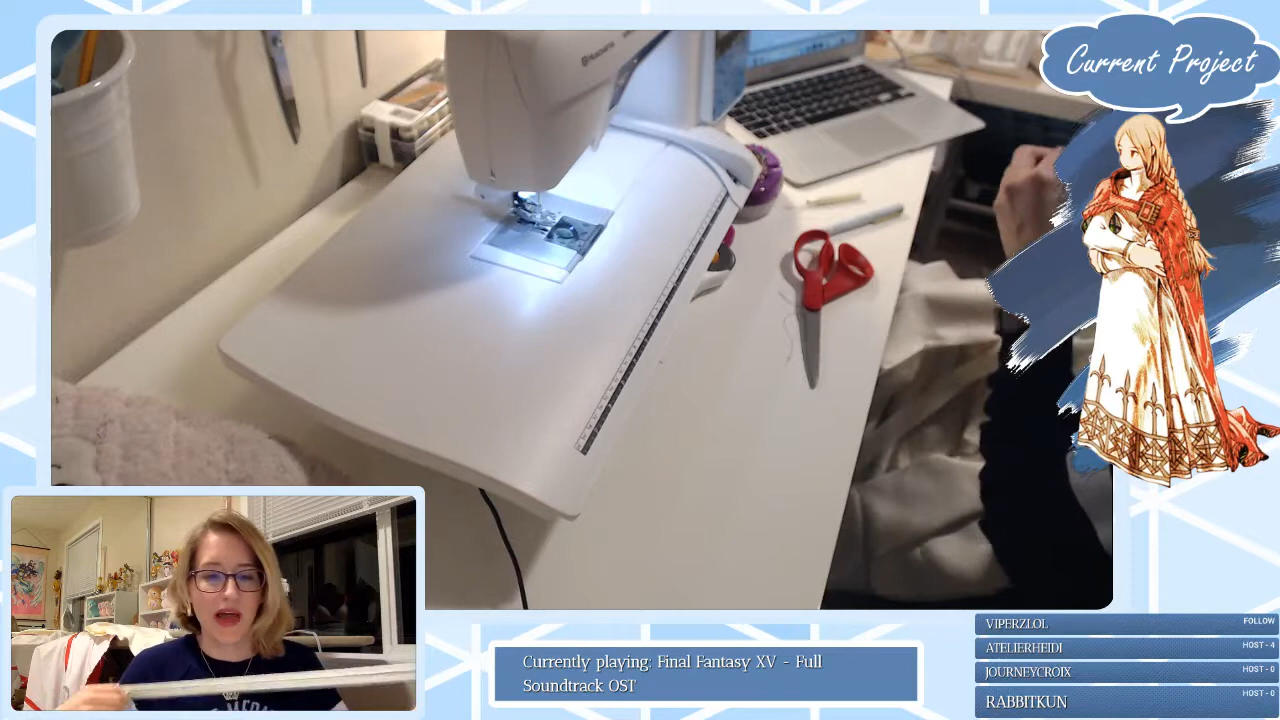 Current Project
HUSQVARNA
Currently playing: Final Fantasy XV - Full
Soundtrack OST
VIPERZLOL FOLLOW
ATELIERHEIDI HOST - 4
JOURNEYCROIX HOST - 0
RABBITKUN HOST - 0